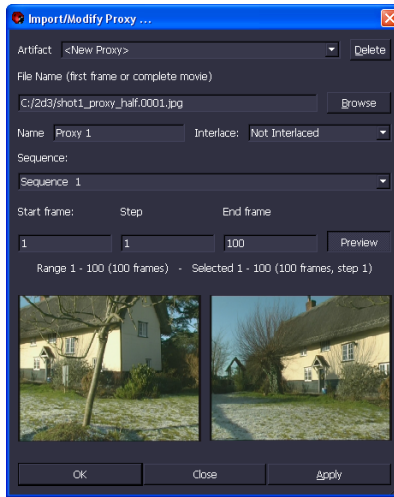 Import/Modify Proxy ...
Artifact <New Proxy> Delete
File Name (first frame or complete movie)
C:/2d3/shot1_proxy_half.0001.jpg Browse
Name Proxy 1 Interlace: Not Interlaced
Sequence:
Sequence 1
Start frame: Step End frame
1 1 100 Preview
Range 1 - 100 (100 frames) - Selected 1 - 100 (100 frames, step 1)
OK Close Apply